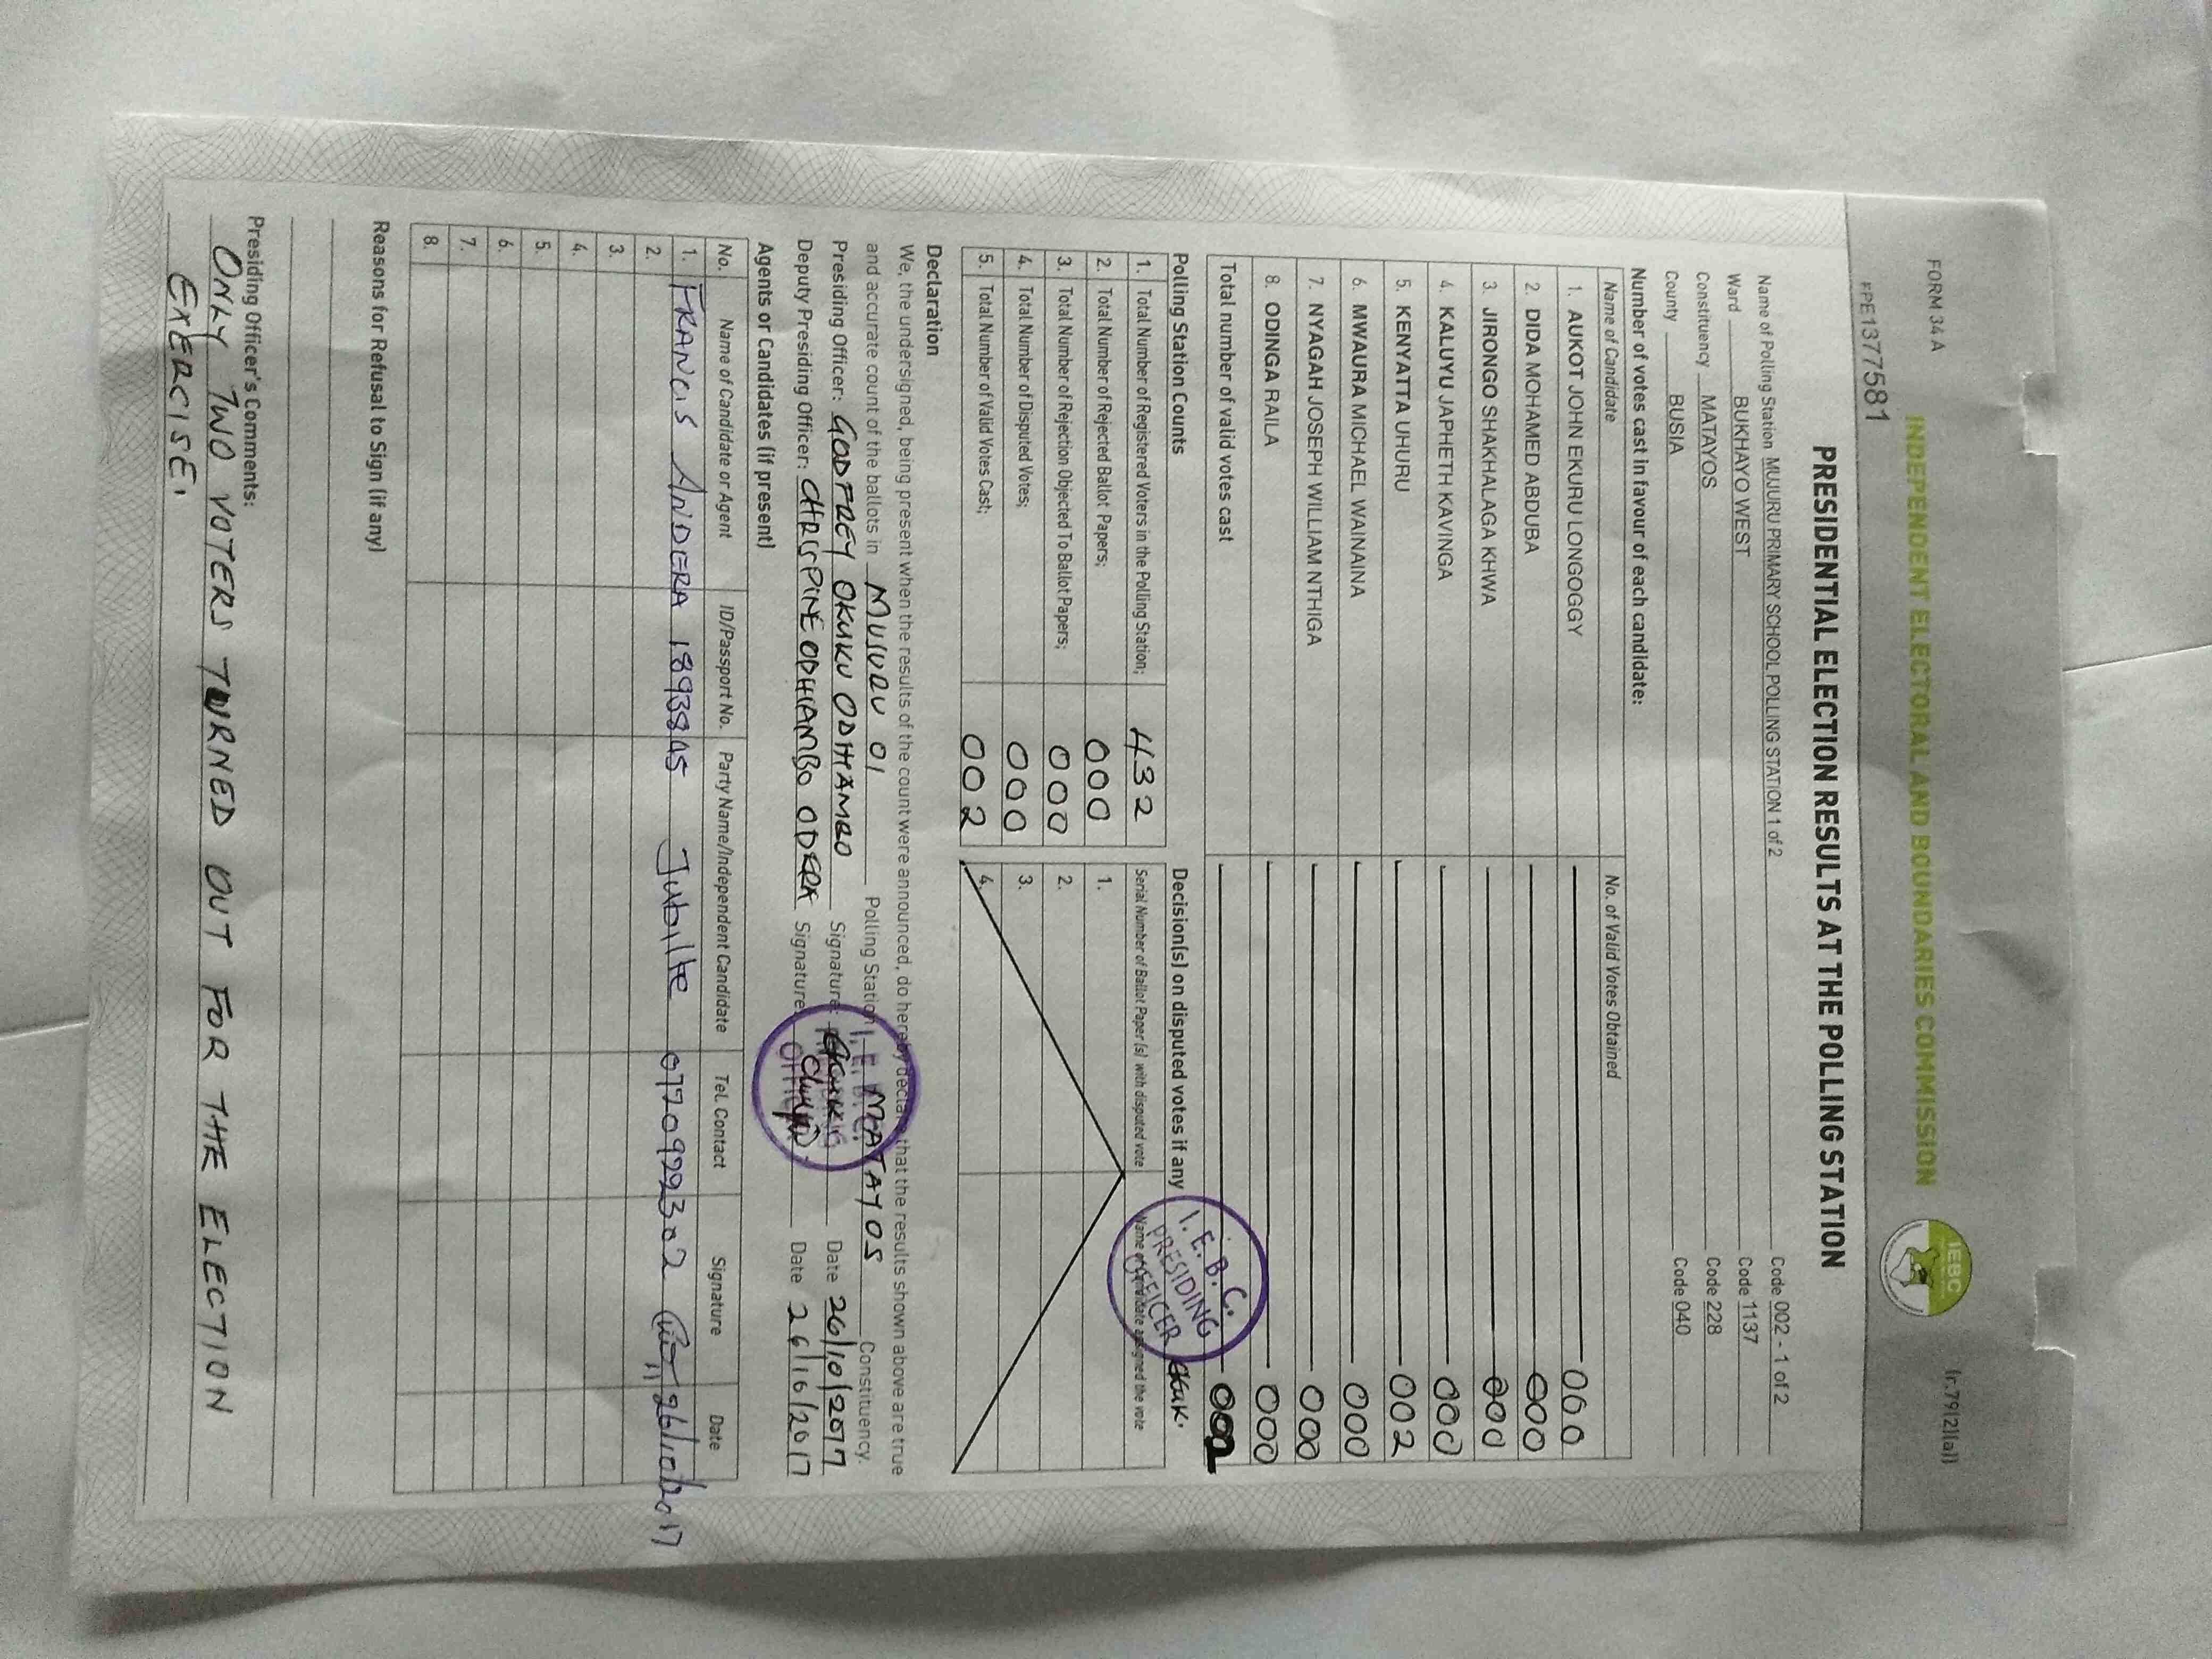 FORM 34 A
(r.79(2)(a))
INDEPENDENT ELECTORAL AND BOUNDARIES COMMISSION
IEBC
PPE1377581
PRESIDENTIAL ELECTION RESULTS AT THE POLLING STATION
Name of Polling Station MUJURU PRIMARY SCHOOL POLLING STATION 1 of 2 Code 002 - 1 of 2
Ward BUKHAYO WEST Code 1137
Constituency MATAYOS Code 228
County BUSIA Code 040
Number of votes cast in favour of each candidate:
Name of Candidate No. of Valid Votes Obtained
1. AUKOT JOHN EKURU LONGOGGY 000
2. DIDA MOHAMED ABDUBA 000
3. JIRONGO SHAKHALAGA KHWA 000
4. KALUYU JAPHETH KAVINGA 000
5. KENYATTA UHURU 002
6. MWAURA MICHAEL WAINAINA 000
7. NYAGAH JOSEPH WILLIAM NTHIGA 000
8. ODINGA RAILA 000
Total number of valid votes cast 002
I. E. B. C. PRESIDING OFFICER
Polling Station Counts
1. Total Number of Registered Voters in the Polling Station; 432
2. Total Number of Rejected Ballot Papers; 000
3. Total Number of Rejection Objected To Ballot Papers; 000
4. Total Number of Disputed Votes; 000
5. Total Number of Valid Votes Cast; 002
Decision(s) on disputed votes if any
Serial Number of Ballot Paper (s) with disputed vote Name of candidate assigned the vote
1.
2.
3.
4.
Declaration
We, the undersigned, being present when the results of the count were announced, do hereby declare that the results shown above are true
and accurate count of the ballots in MUJURU 01 Polling Station MATAYOS Constituency.
Presiding Officer: GODFREY OKUKU ODHAMBO Signature: Date 26/10/2017
Deputy Presiding Officer: CHRISPINE ODHIAMBO ODERA Signature Date 26/10/2017
Agents or Candidates (if present)
No. Name of Candidate or Agent ID/Passport No. Party Name/Independent Candidate Tel. Contact Signature Date
1. FRANCIS ANDERA 18938845 Jubilee 0770992302 26/10/2017
2.
3.
4.
5.
6.
7.
8.
Reasons for Refusal to Sign (if any)
Presiding Officer's Comments:
ONLY TWO VOTERS TURNED OUT FOR THE ELECTION
EXERCISE.